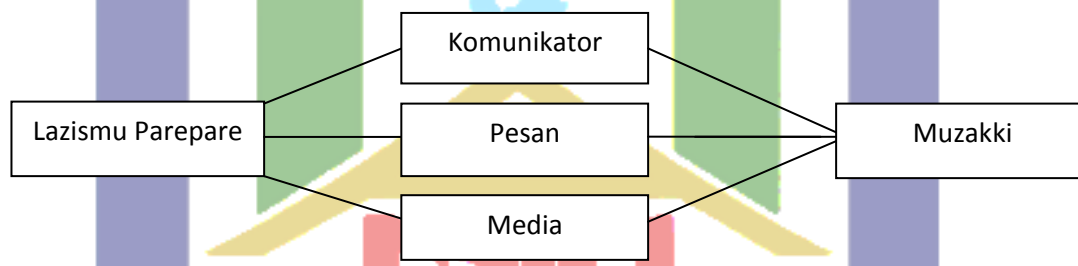 Komunikator
Lazismu Parepare
Pesan
Muzakki
Media